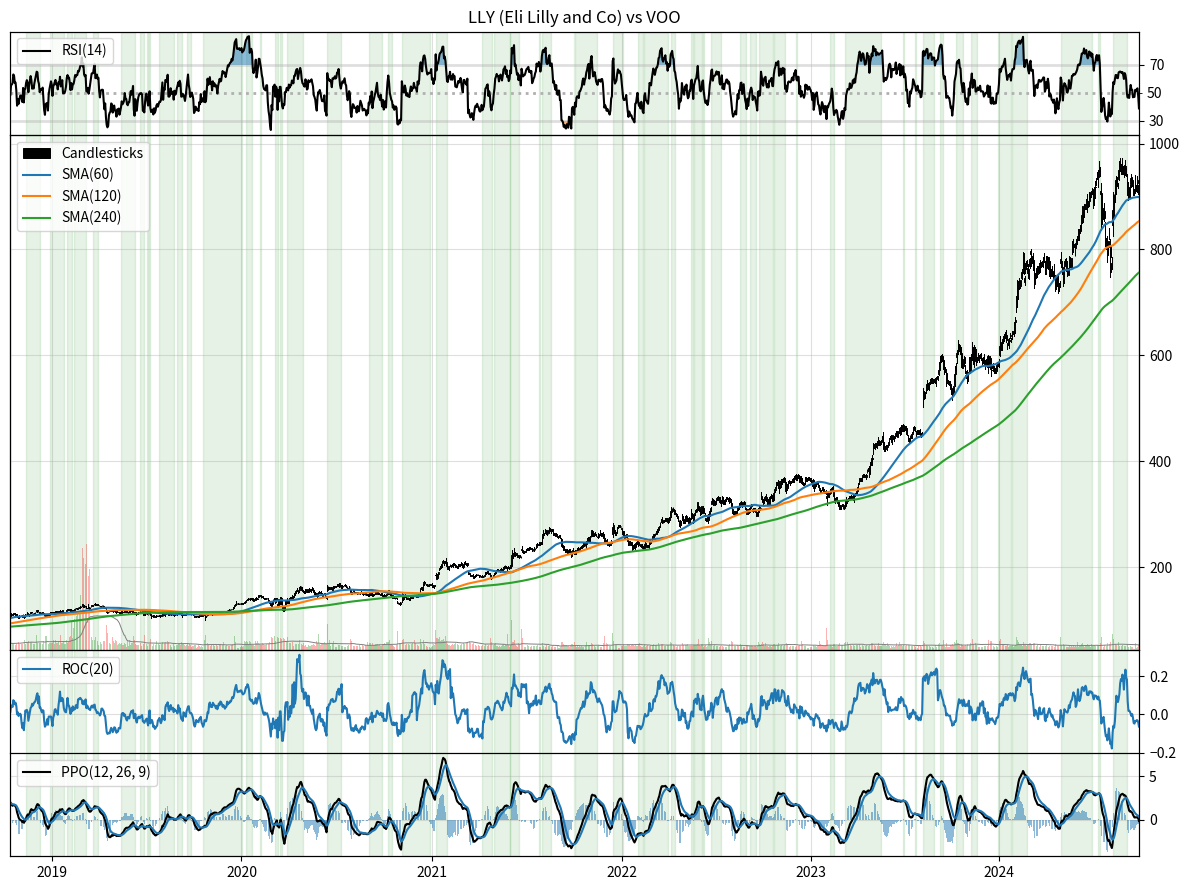 LLY (Eli Lilly and Co) vs VOO
RSI(14)
70
50
30
Candlesticks
SMA(60)
SMA(120)
SMA(240)
1000
800
600
400
200
ROC(20)
0.2
0.0
−0.2
PPO(12, 26, 9)
5
0
2019 2020 2021 2022 2023 2024